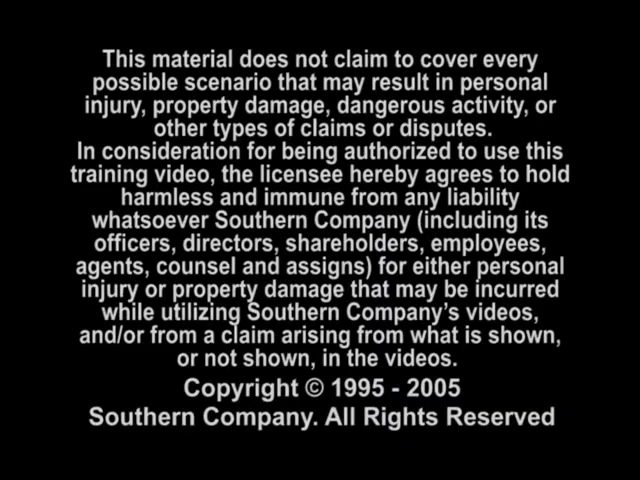 This material does not claim to cover every
possible scenario that may result in personal
injury, property damage, dangerous activity, or
other types of claims or disputes.
In consideration for being authorized to use this
training video, the licensee hereby agrees to hold
harmless and immune from any liability
whatsoever Southern Company (including its
officers, directors, shareholders, employees,
agents, counsel and assigns) for either personal
injury or property damage that may be incurred
while utilizing Southern Company's videos,
and/or from a claim arising from what is shown,
or not shown, in the videos.
Copyright © 1995 - 2005
Southern Company. All Rights Reserved